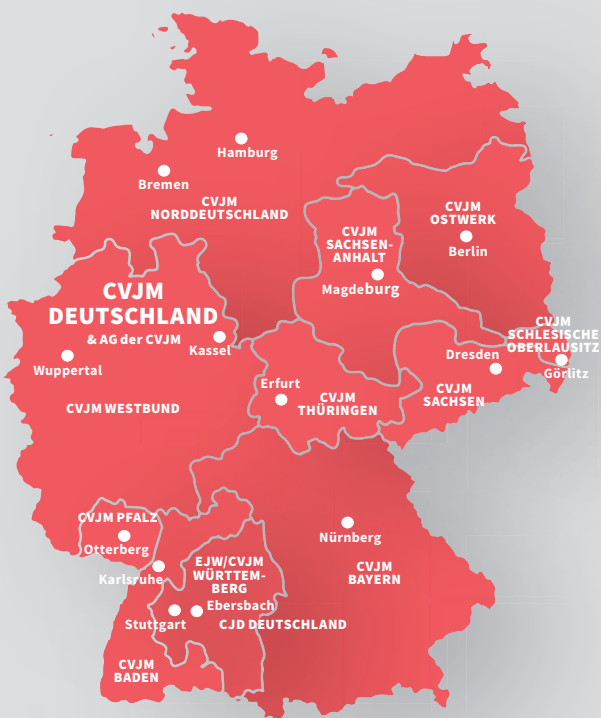 Hamburg
Bremen
CVJM
NORDDEUTSCHLAND
CVJM
OSTWERK
Berlin
CVJM
SACHSEN-
ANHALT
Magdeburg
CVJM
DEUTSCHLAND
& AG der CVJM
Kassel
Wuppertal
CVJM WESTBUND
CVJM
SCHLESISCHE
OBERLAUSITZ
Görlitz
Dresden
CVJM
SACHSEN
Erfurt
CVJM
THÜRINGEN
CVJM PFALZ
Otterberg
Karlsruhe
Nürnberg
CVJM
BAYERN
EJW/CVJM
WÜRTTEM-
BERG
Ebersbach
Stuttgart
CJD DEUTSCHLAND
CVJM
BADEN